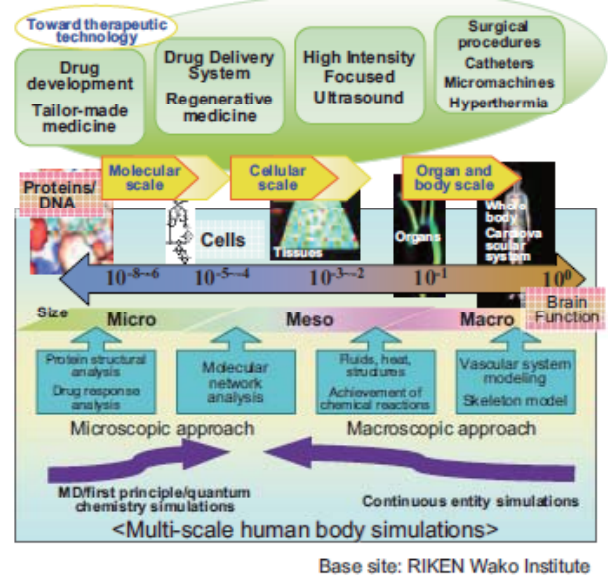 Toward therapeutic
technology
Drug
development
Tailor-made
medicine
Drug Delivery
System
Regenerative
medicine
High Intensity
Focused
Ultrasound
Surgical
procedures
Catheters
Micromachines
Hyperthermia
Molecular
scale
Cellular
scale
Organ and
body scale
Proteins/
DNA
Cells
Tissues
Organs
Whole
body
Cardiova
scular
system
10-8--6
10-5--4
10-3--2
10-1
100
Brain
Function
Size
Micro
Meso
Macro
Protein structural
analysis
Drug response
analysis
Molecular
network
analysis
Fluids, heat,
structures
Achievement of
chemical reactions
Vascular system
modeling
Skeleton model
Microscopic approach
Macroscopic approach
MD/first principle/quantum
chemistry simulations
Continuous entity simulations
<Multi-scale human body simulations>
Base site: RIKEN Wako Institute